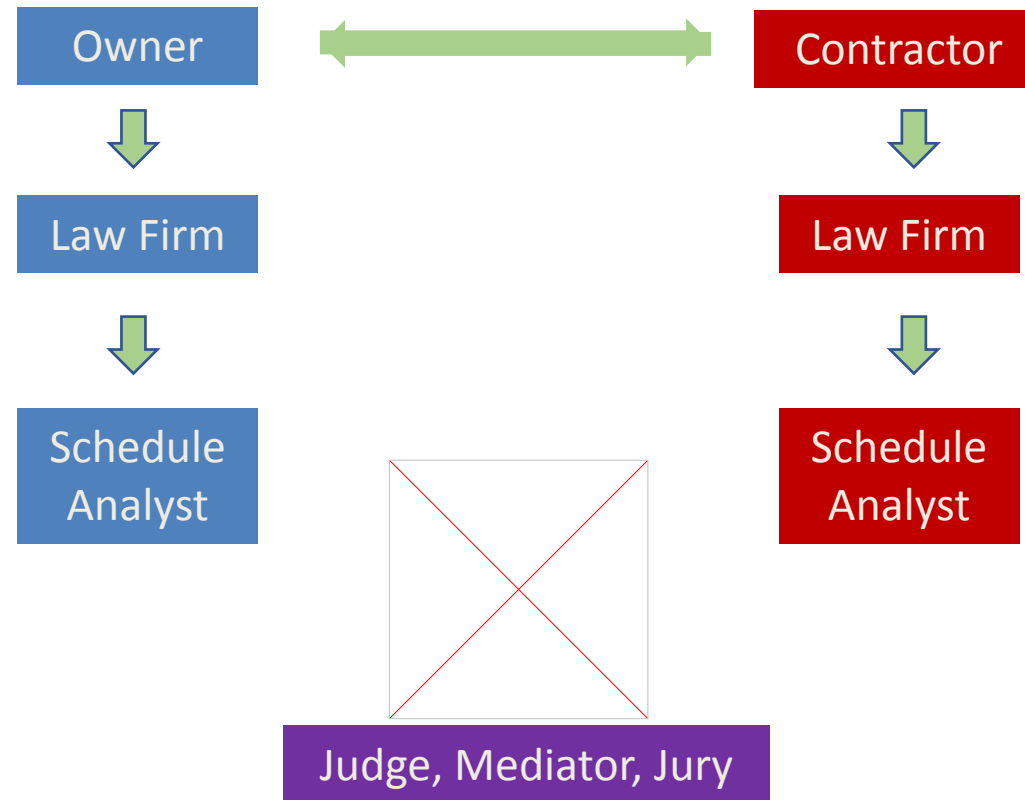 Owner
Contractor
Law Firm
Law Firm
Schedule
Analyst
Schedule
Analyst
Judge, Mediator, Jury